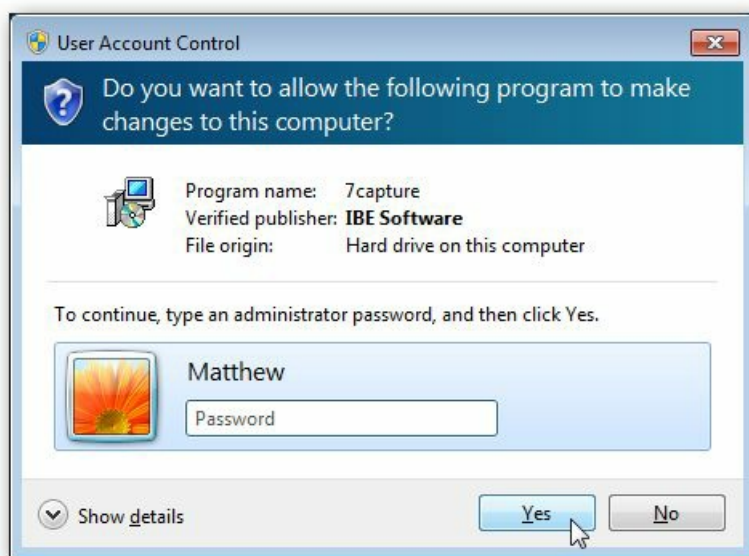 User Account Control
Do you want to allow the following program to make
changes to this computer?
Program name: 7capture
Verified publisher: IBE Software
File origin: Hard drive on this computer
To continue, type an administrator password, and then click Yes.
Matthew
Password
Show details
Yes
No